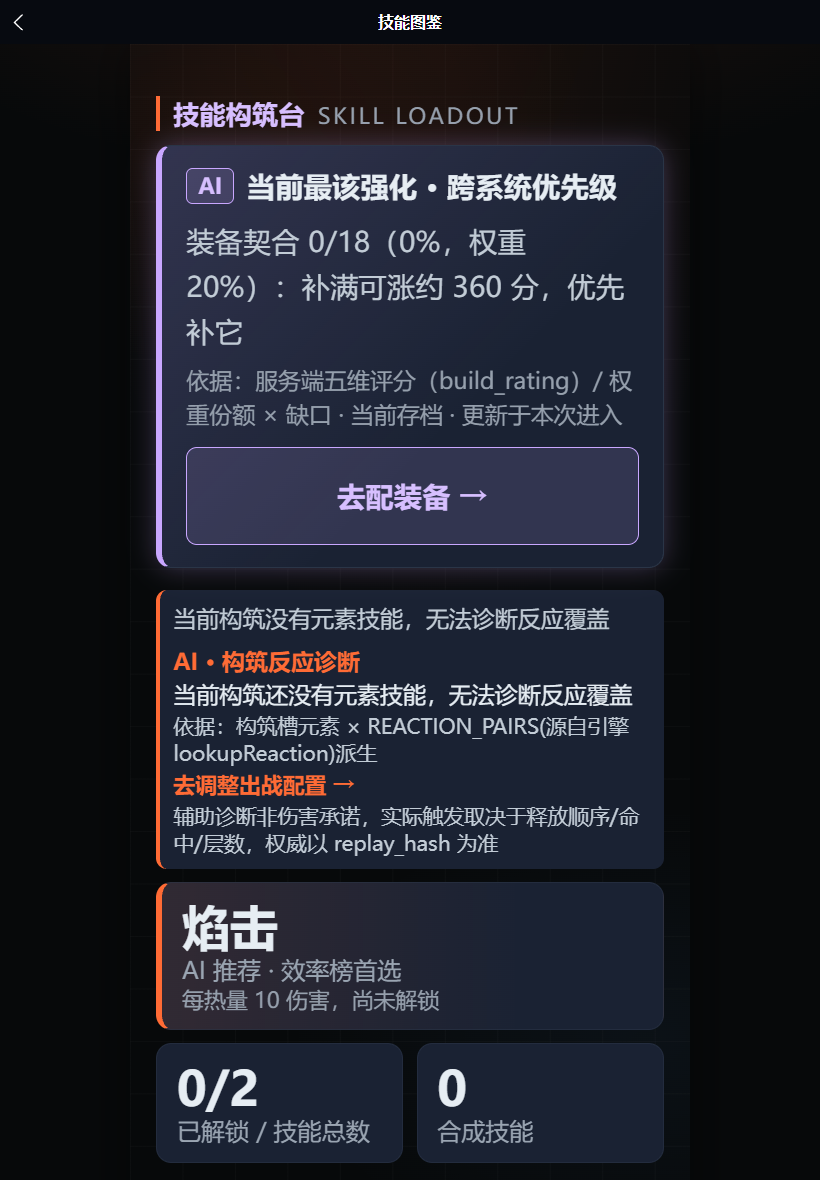 技能图鉴
技能构筑台 SKILL LOADOUT
AI 当前最该强化 • 跨系统优先级
装备契合 0/18（0%，权重
20%）：补满可涨约 360 分，优先
补它
依据：服务端五维评分（build_rating）/ 权
重份额 × 缺口 · 当前存档 · 更新于本次进入
去配装备 →
当前构筑没有元素技能，无法诊断反应覆盖
AI • 构筑反应诊断
当前构筑还没有元素技能，无法诊断反应覆盖
依据：构筑槽元素 × REACTION_PAIRS(源自引擎
lookupReaction)派生
去调整出战配置 →
辅助诊断非伤害承诺，实际触发取决于释放顺序/命
中/层数，权威以 replay_hash 为准
焰击
AI 推荐 · 效率榜首选
每热量 10 伤害，尚未解锁
0/2
已解锁 / 技能总数
0
合成技能